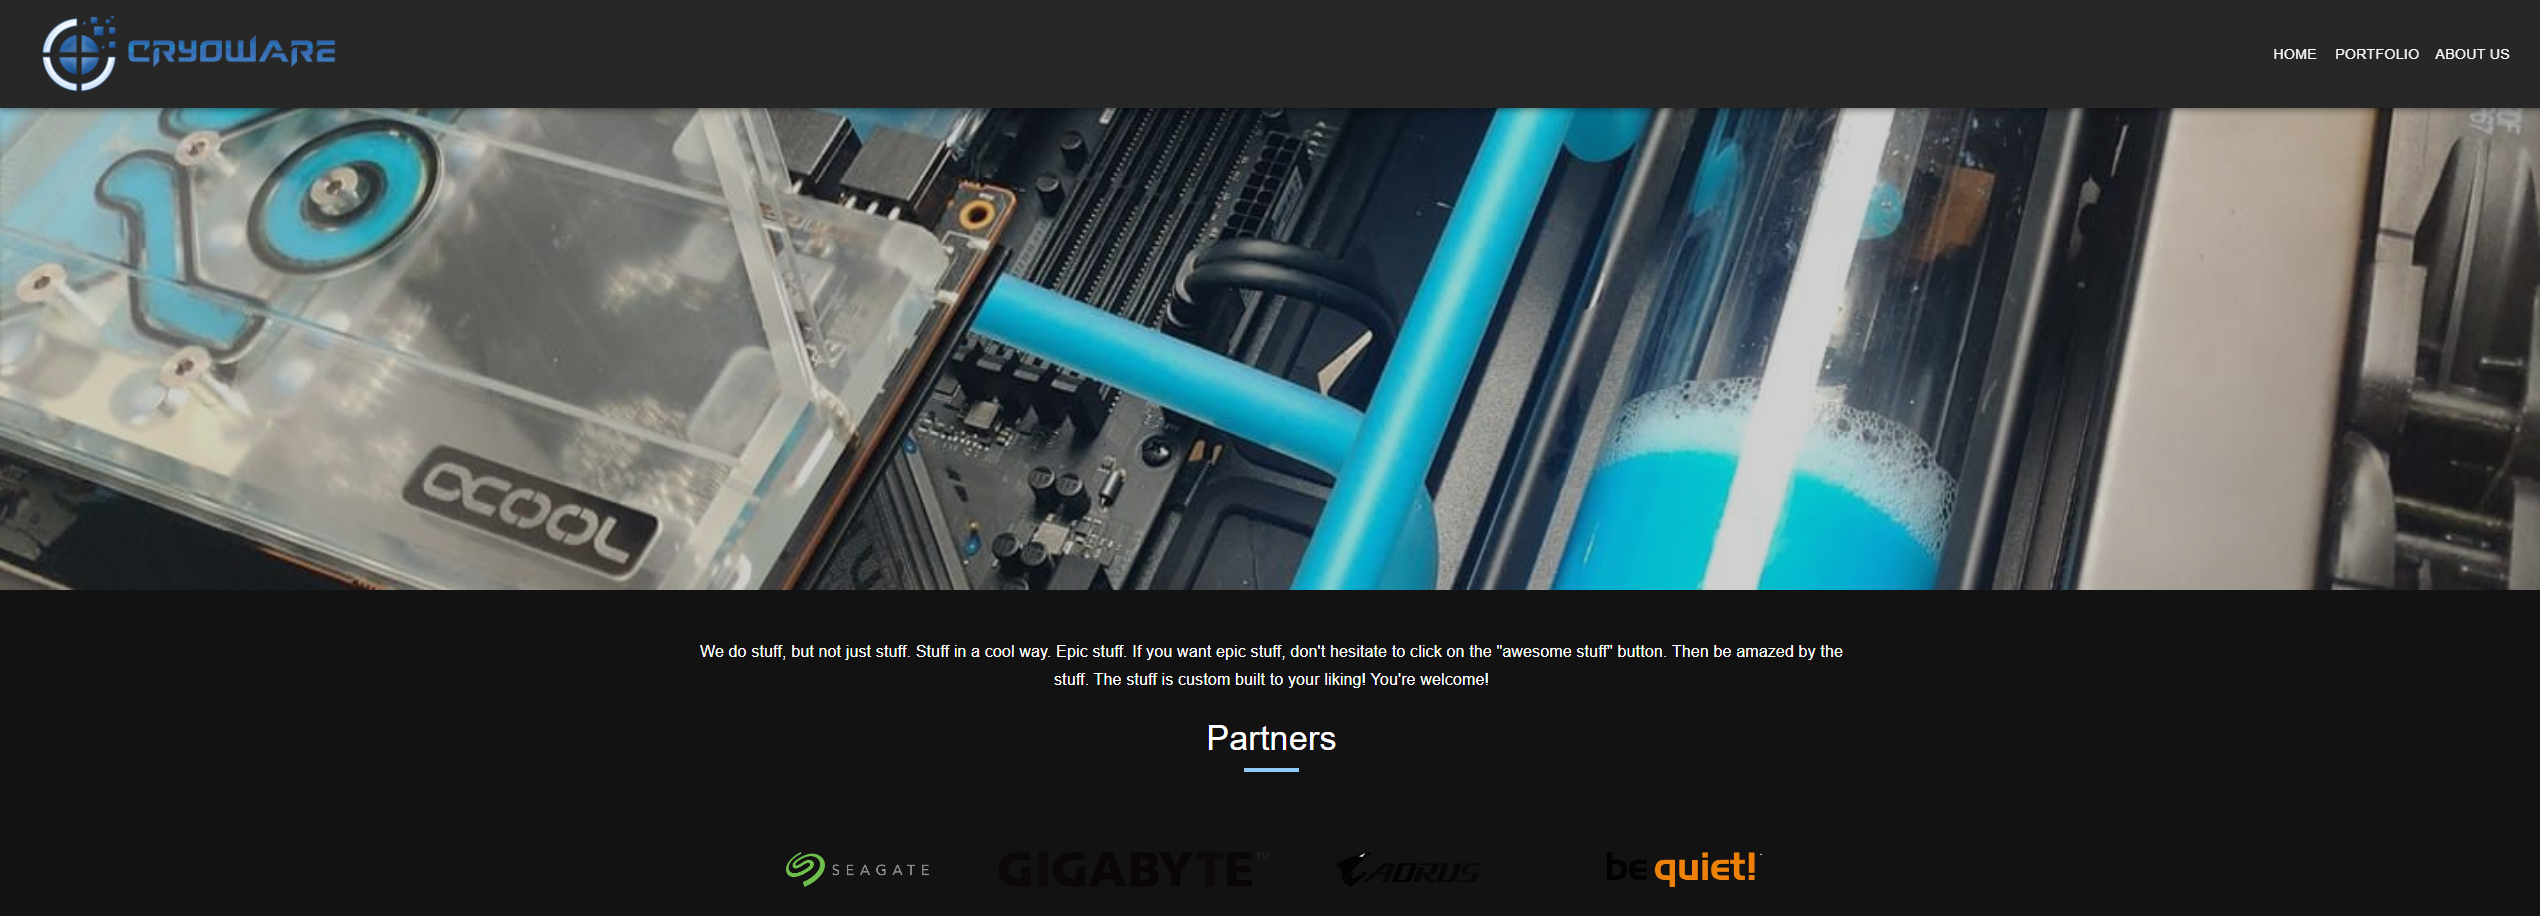 CRYOWARE
HOME PORTFOLIO ABOUT US
ACOOL
We do stuff, but not just stuff. Stuff in a cool way. Epic stuff. If you want epic stuff, don't hesitate to click on the "awesome stuff" button. Then be amazed by the
stuff. The stuff is custom built to your liking! You're welcome!
Partners
SEAGATE GIGABYTE™ AORUS be quiet!